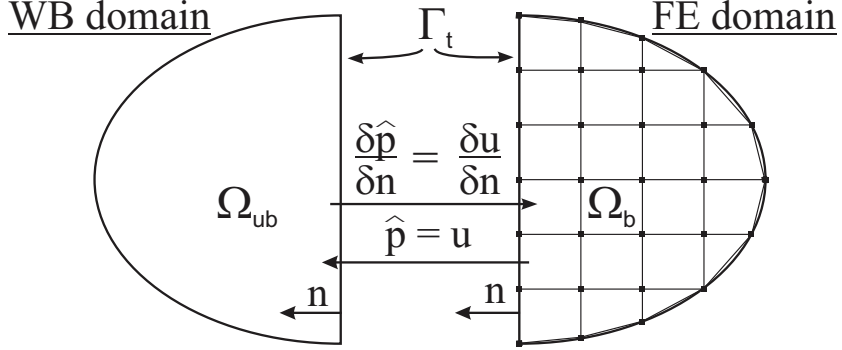 WB domain
FE domain
Γt
δp̂/δn = δu/δn
Ωub
Ωb
p̂ = u
n
n